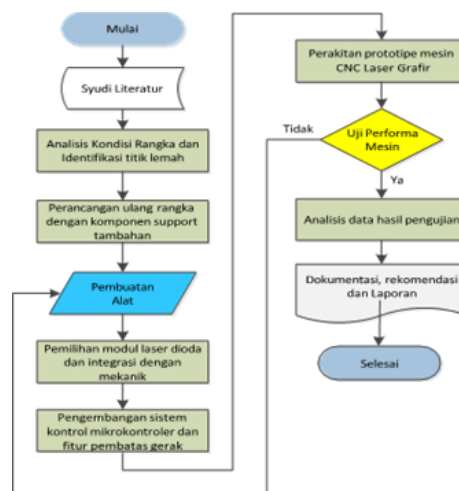 Mulai
Syudi Literatur
Analisis Kondisi Rangka dan
Identifikasi titik lemah
Perancangan ulang rangka
dengan komponen support
tambahan
Pembuatan
Alat
Pemilihan modul laser dioda
dan integrasi dengan
mekanik
Pengembangan sistem
kontrol mikrokontroler dan
fitur pembatas gerak
Perakitan prototipe mesin
CNC Laser Grafir
Tidak
Uji Performa
Mesin
Ya
Analisis data hasil pengujian
Dokumentasi, rekomendasi
dan Laporan
Selesai